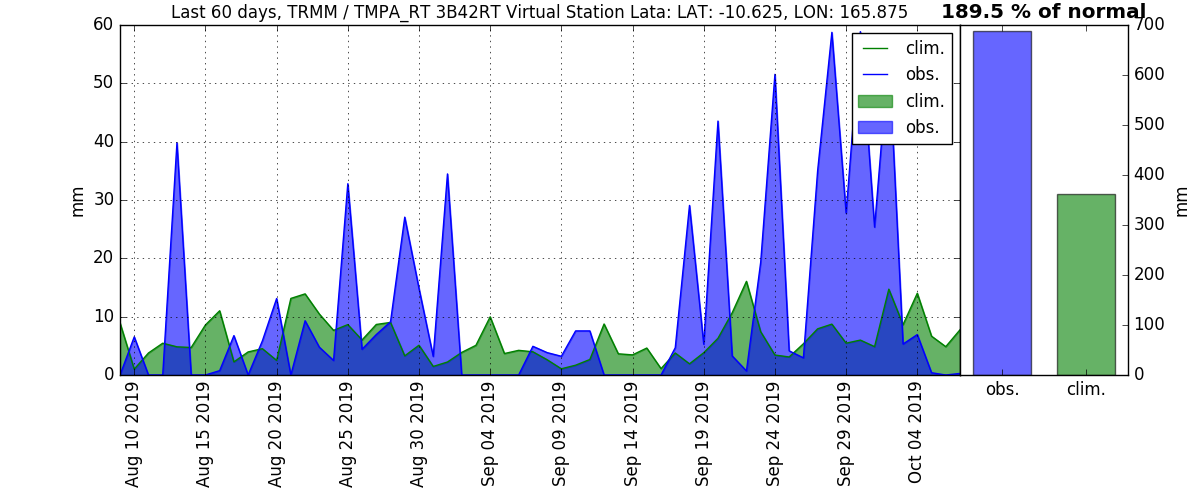 Last 60 days, TRMM / TMPA_RT 3B42RT Virtual Station Lata: LAT: -10.625, LON: 165.875
189.5 % of normal
60
50
40
30
20
10
0
mm
clim.
obs.
clim.
obs.
Aug 10 2019
Aug 15 2019
Aug 20 2019
Aug 25 2019
Aug 30 2019
Sep 04 2019
Sep 09 2019
Sep 14 2019
Sep 19 2019
Sep 24 2019
Sep 29 2019
Oct 04 2019
700
600
500
400
300
200
100
0
mm
obs.
clim.